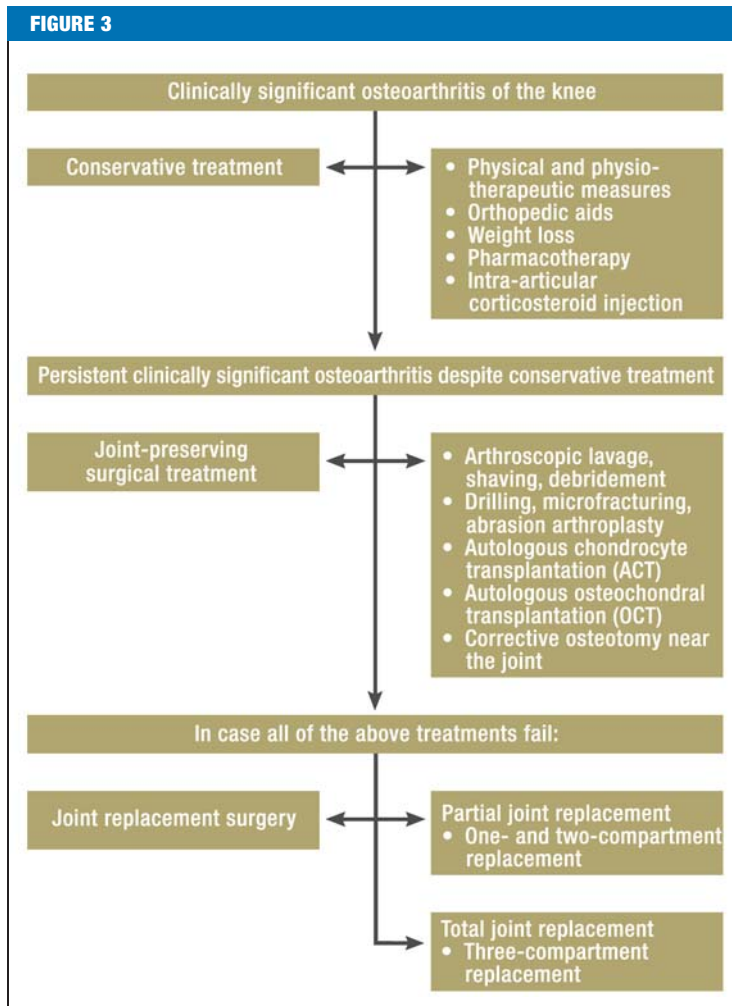 FIGURE 3
Clinically significant osteoarthritis of the knee
Conservative treatment
• Physical and physio-
therapeutic measures
• Orthopedic aids
• Weight loss
• Pharmacotherapy
• Intra-articular
corticosteroid injection
Persistent clinically significant osteoarthritis despite conservative treatment
Joint-preserving
surgical treatment
• Arthroscopic lavage,
shaving, debridement
• Drilling, microfracturing,
abrasion arthroplasty
• Autologous chondrocyte
transplantation (ACT)
• Autologous osteochondral
transplantation (OCT)
• Corrective osteotomy near
the joint
In case all of the above treatments fail:
Joint replacement surgery
Partial joint replacement
• One- and two-compartment
replacement
Total joint replacement
• Three-compartment
replacement